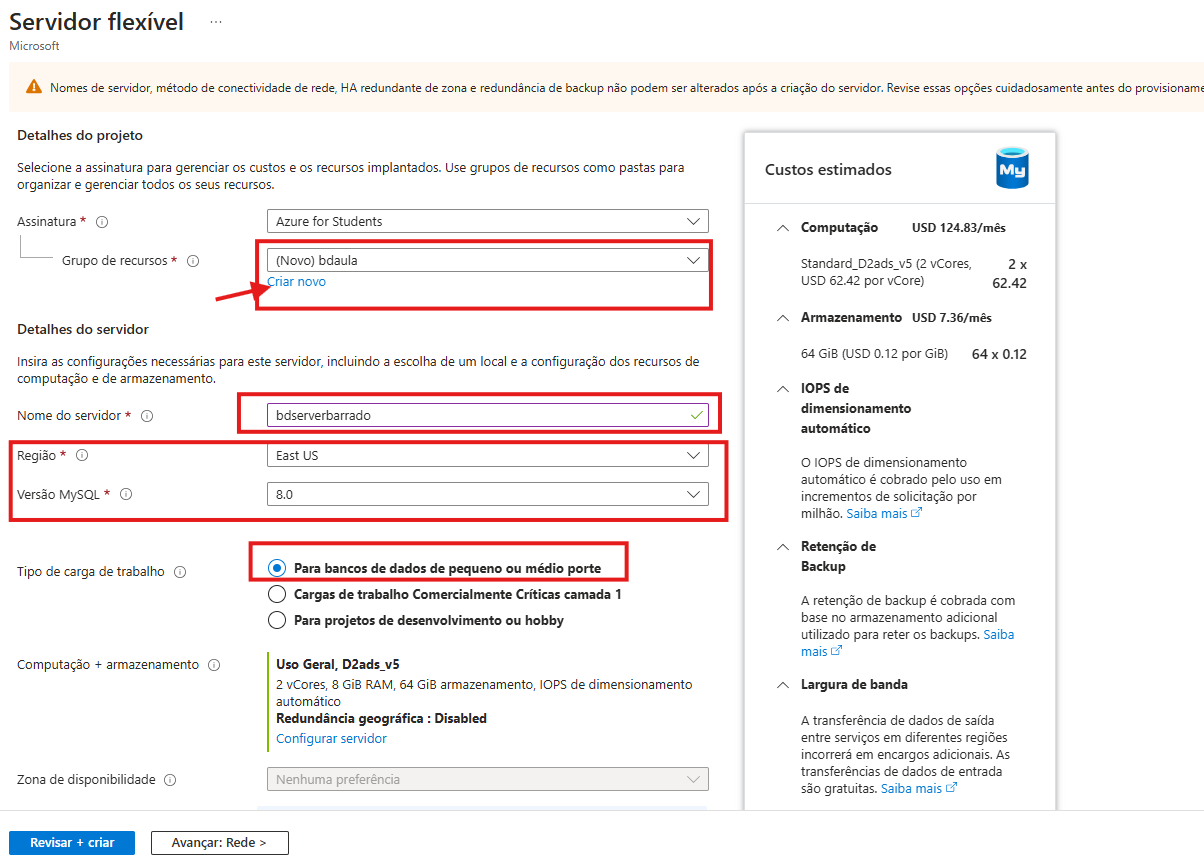 Servidor flexível ...
Microsoft
Nomes de servidor, método de conectividade de rede, HA redundante de zona e redundância de backup não podem ser alterados após a criação do servidor. Revise essas opções cuidadosamente antes do
Detalhes do projeto
Selecione a assinatura para gerenciar os custos e os recursos implantados. Use grupos de recursos como pastas para
organizar e gerenciar todos os seus recursos.
Assinatura *
Azure for Students
Grupo de recursos *
(Novo) bdaula
Criar novo
Detalhes do servidor
Insira as configurações necessárias para este servidor, incluindo a escolha de um local e a configuração dos recursos de
computação e de armazenamento.
Nome do servidor *
bdserverbarrado
Região *
East US
Versão MySQL *
8.0
Tipo de carga de trabalho
Para bancos de dados de pequeno ou médio porte
Cargas de trabalho Comercialmente Críticas camada 1
Para projetos de desenvolvimento ou hobby
Computação + armazenamento
Uso Geral, D2ads_v5
2 vCores, 8 GiB RAM, 64 GiB armazenamento, IOPS de dimensionamento
automático
Redundância geográfica : Disabled
Configurar servidor
Zona de disponibilidade
Nenhuma preferência
Revisar + criar
Avançar: Rede >
Custos estimados
My
Computação USD 124.83/mês
Standard_D2ads_v5 (2 vCores, 2 x
USD 62.42 por vCore) 62.42
Armazenamento USD 7.36/mês
64 GiB (USD 0.12 por GiB) 64 x 0.12
IOPS de
dimensionamento
automático
O IOPS de dimensionamento
automático é cobrado pelo uso em
incrementos de solicitação por
milhão. Saiba mais
Retenção de
Backup
A retenção de backup é cobrada com
base no armazenamento adicional
utilizado para reter os backups. Saiba
mais
Largura de banda
A transferência de dados de saída
entre serviços em diferentes regiões
incorrerá em encargos adicionais. As
transferências de dados de entrada
são gratuitas. Saiba mais